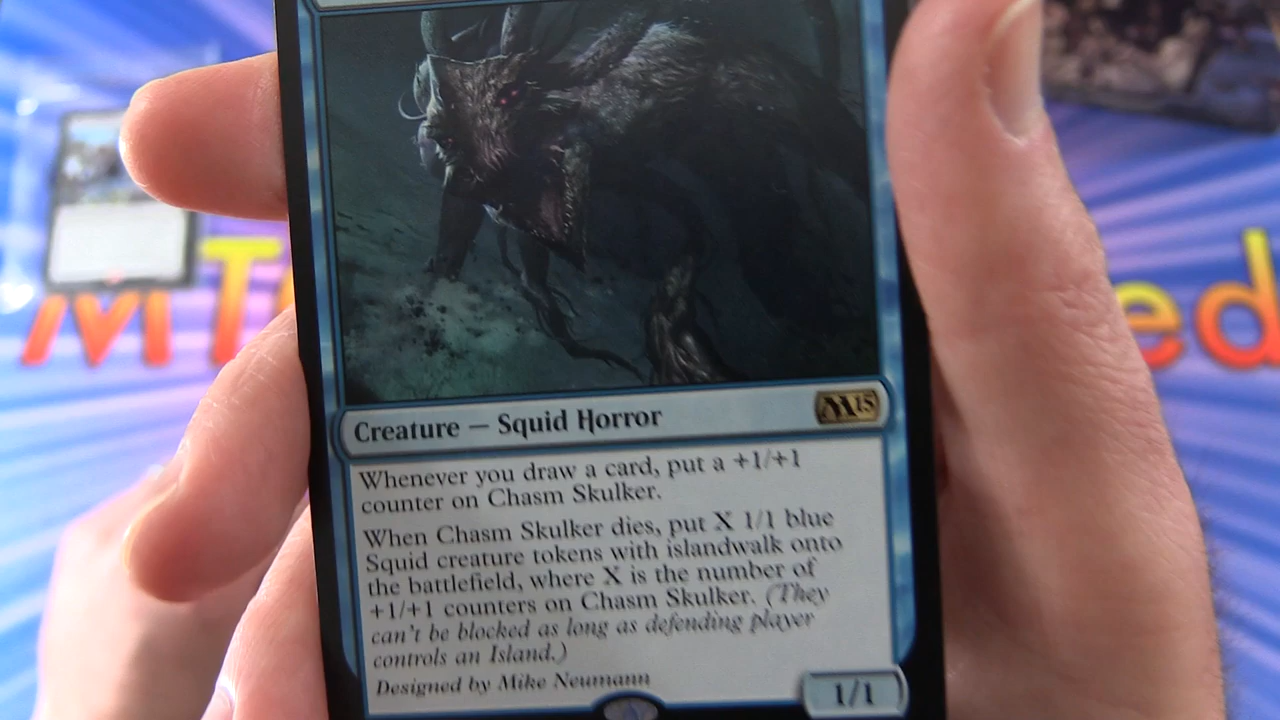 Creature — Squid Horror
M15
Whenever you draw a card, put a +1/+1
counter on Chasm Skulker.
When Chasm Skulker dies, put X 1/1 blue
Squid creature tokens with islandwalk onto
the battlefield, where X is the number of
+1/+1 counters on Chasm Skulker. (They
can't be blocked as long as defending player
controls an Island.)
Designed by Mike Neumann
1/1
MT
ed